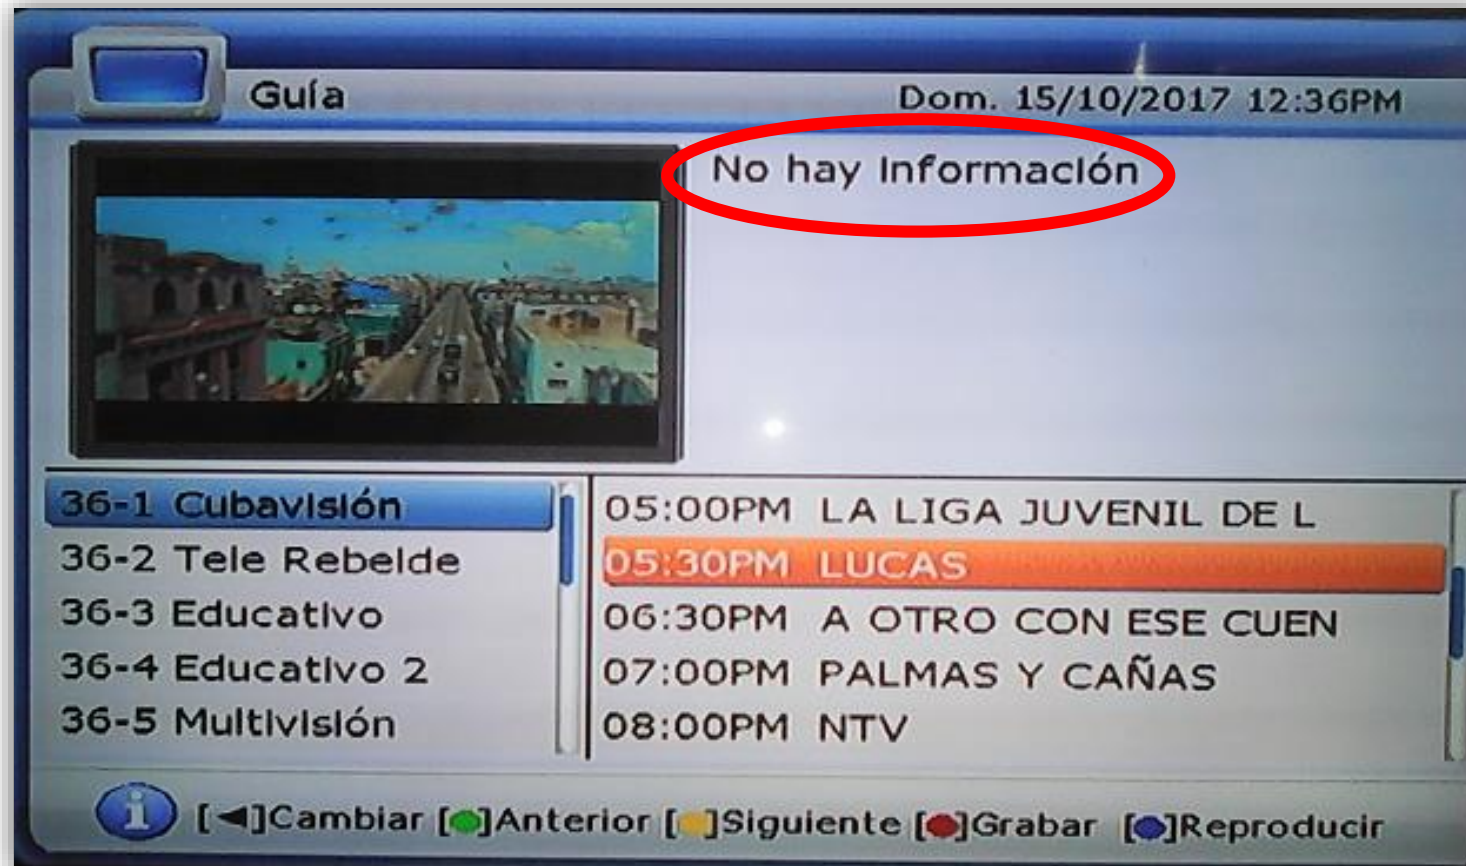 Guía
Dom. 15/10/2017 12:36PM
No hay Información
36-1 Cubavisión
36-2 Tele Rebelde
36-3 Educativo
36-4 Educativo 2
36-5 Multivisión
05:00PM LA LIGA JUVENIL DE L
05:30PM LUCAS
06:30PM A OTRO CON ESE CUEN
07:00PM PALMAS Y CAÑAS
08:00PM NTV
[◄]Cambiar [●]Anterior [●]Siguiente [●]Grabar [●]Reproducir